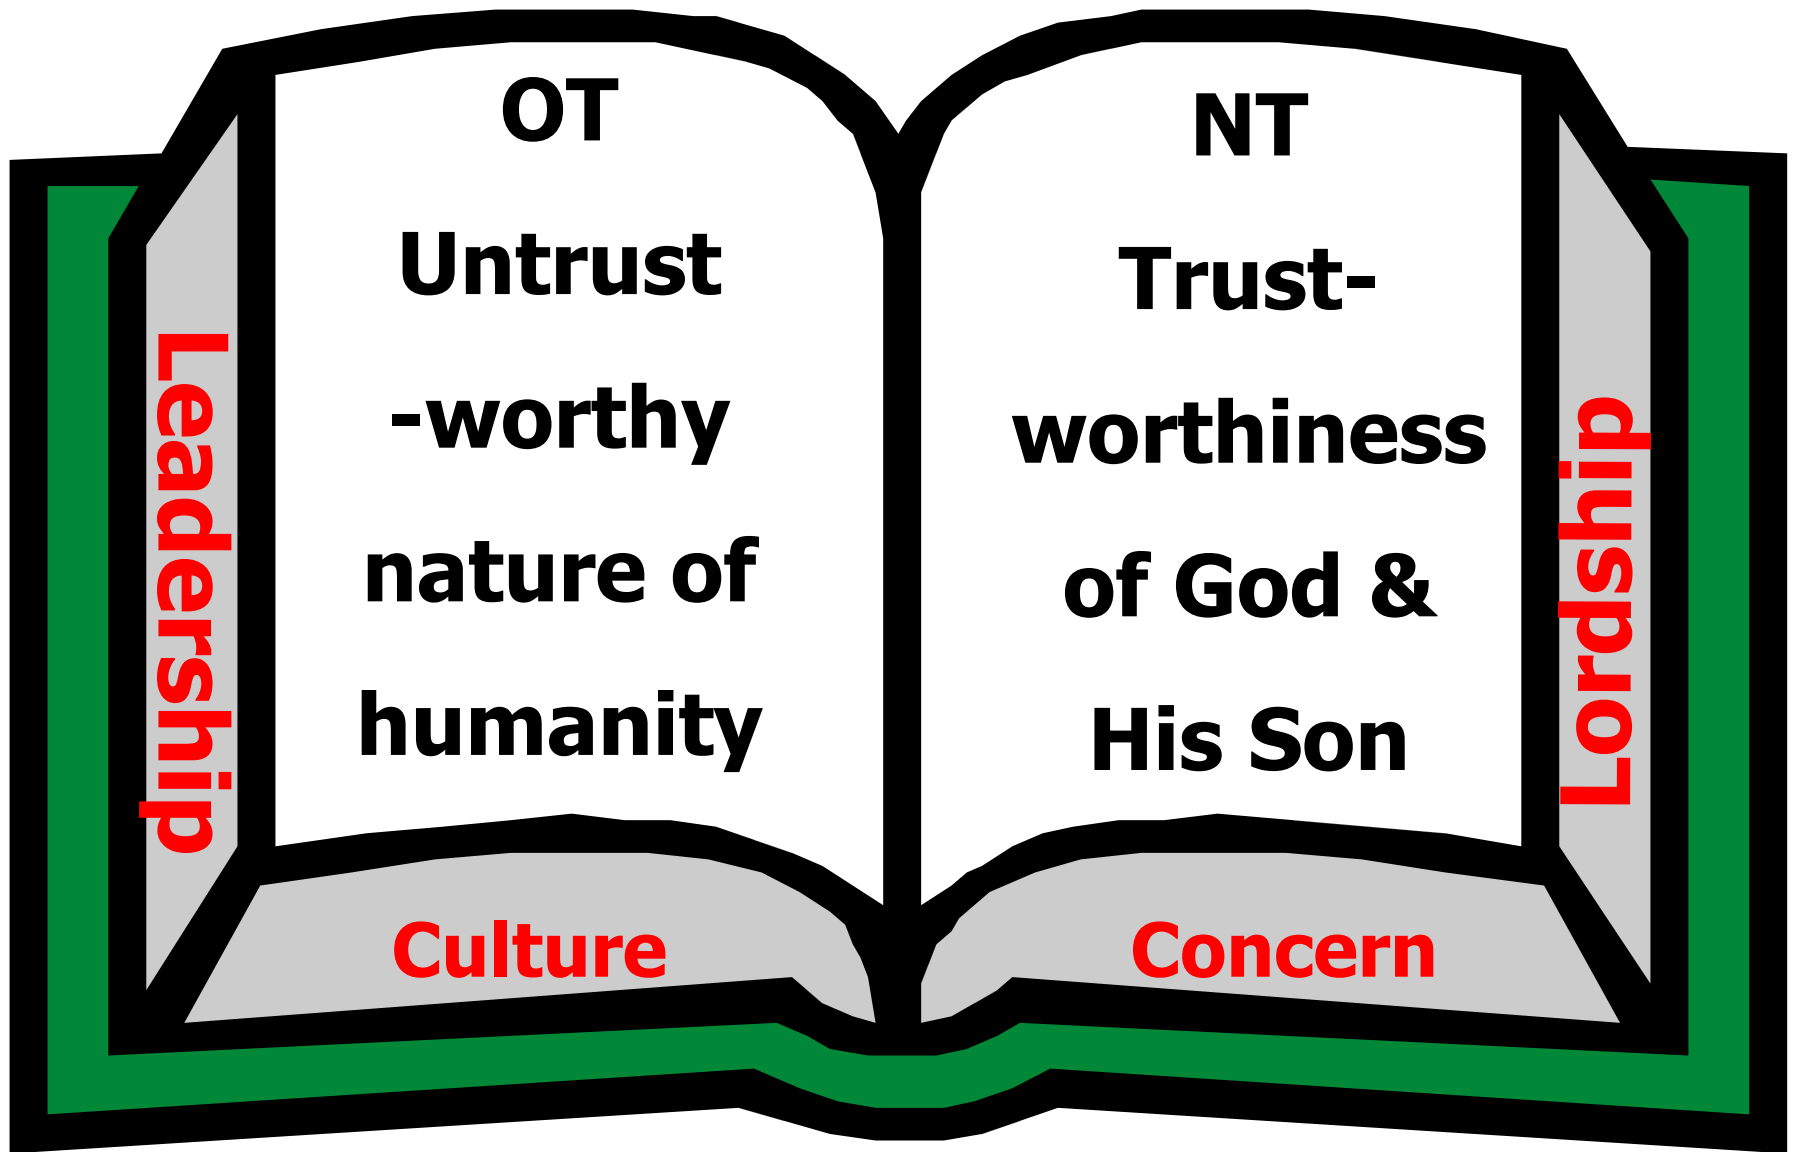 OT
Untrust
-worthy
nature of
humanity
NT
Trust-
worthiness
of God &
His Son
Leadership
Lordship
Culture
Concern